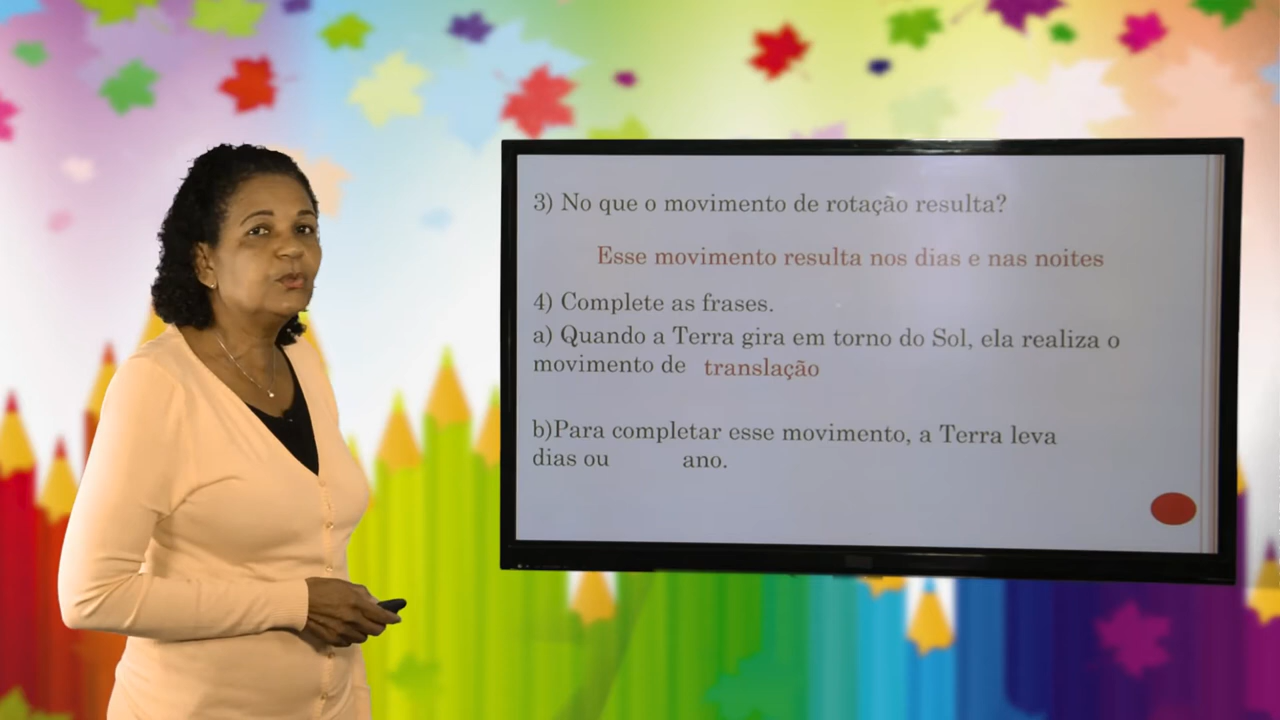 3) No que o movimento de rotação resulta?
Esse movimento resulta nos dias e nas noites
4) Complete as frases.
a) Quando a Terra gira em torno do Sol, ela realiza o
movimento de translação
b)Para completar esse movimento, a Terra leva
dias ou ano.